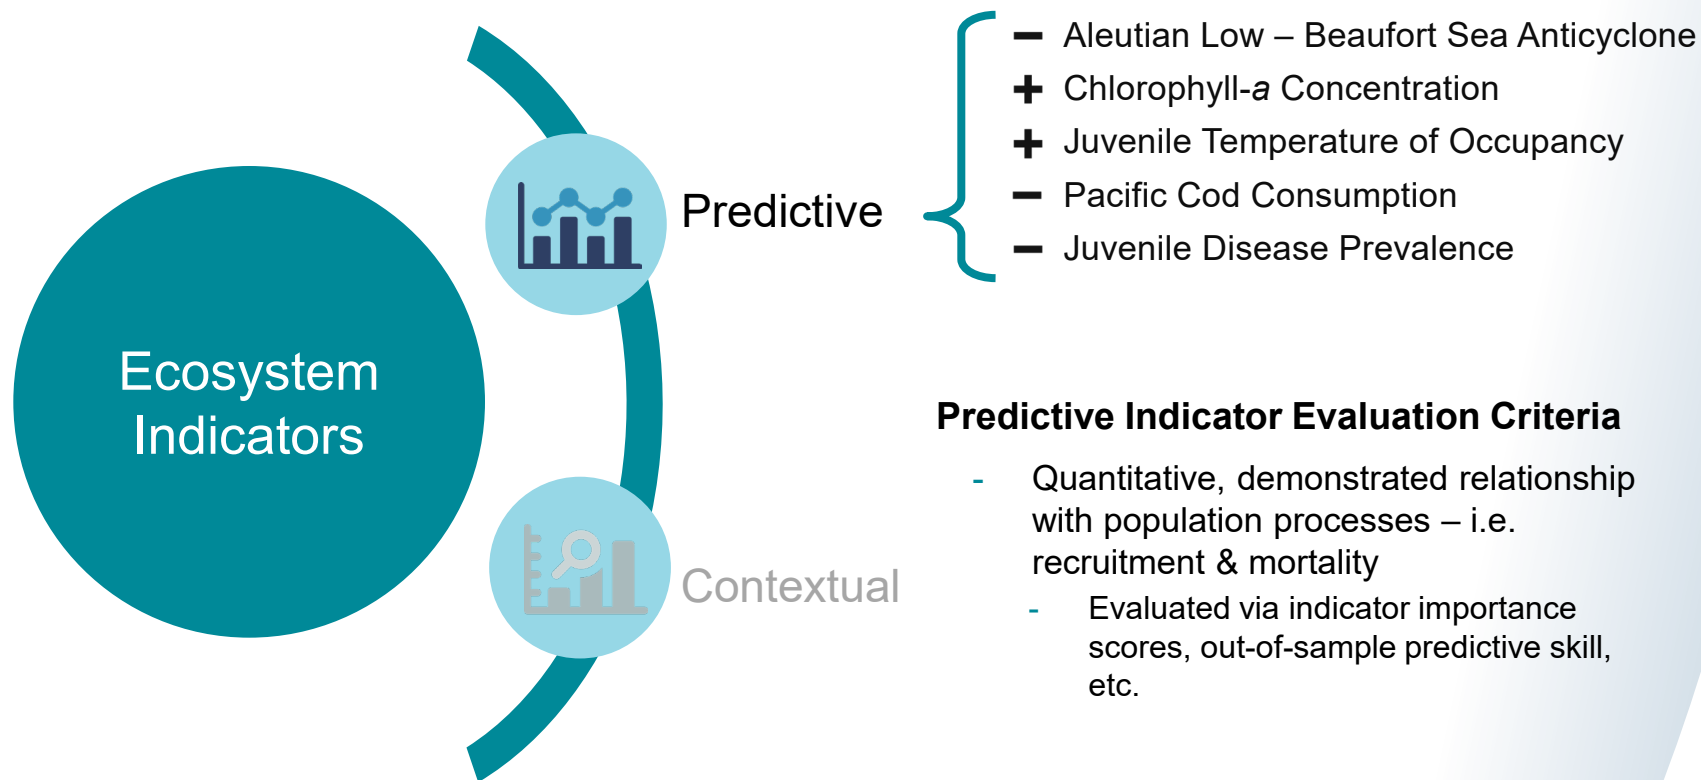 Ecosystem
Indicators
Predictive
Contextual
– Aleutian Low – Beaufort Sea Anticyclone
+ Chlorophyll-a Concentration
+ Juvenile Temperature of Occupancy
– Pacific Cod Consumption
– Juvenile Disease Prevalence
Predictive Indicator Evaluation Criteria
- Quantitative, demonstrated relationship
with population processes – i.e.
recruitment & mortality
- Evaluated via indicator importance
scores, out-of-sample predictive skill,
etc.